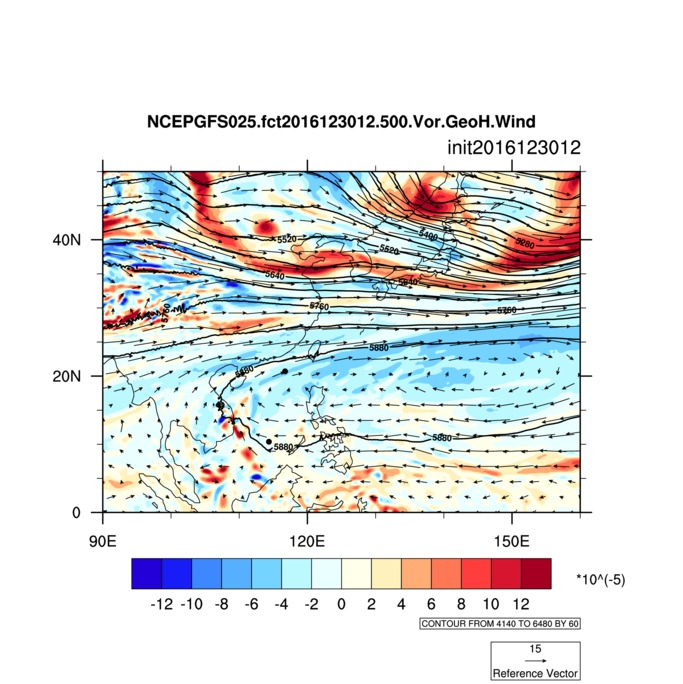 NCEPGFS025.fct2016123012.500.Vor.GeoH.Wind
init2016123012
5400
5520
5520
5280
40N
5640
5640
5760
5760
5760
5880
5880
20N
5880
5880
0
90E 120E 150E
-12 -10 -8 -6 -4 -2 0 2 4 6 8 10 12 *10^(-5)
CONTOUR FROM 4140 TO 6480 BY 60
15
Reference Vector